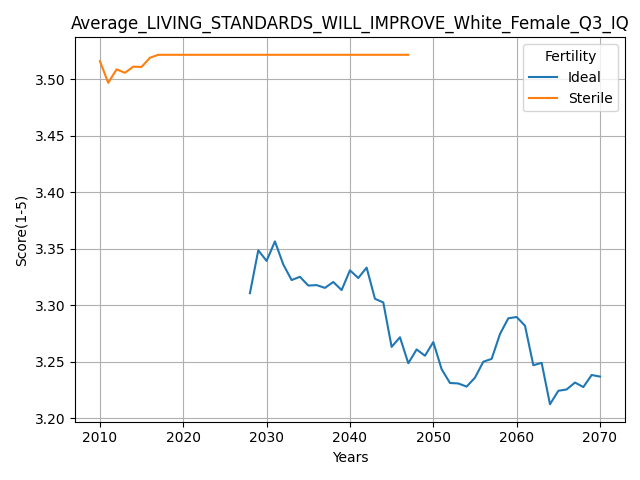 Average_LIVING_STANDARDS_WILL_IMPROVE_White_Female_Q3_IQ
Fertility
Ideal
Sterile
3.50
3.45
3.40
3.35
3.30
3.25
3.20
Score(1-5)
2010 2020 2030 2040 2050 2060 2070
Years